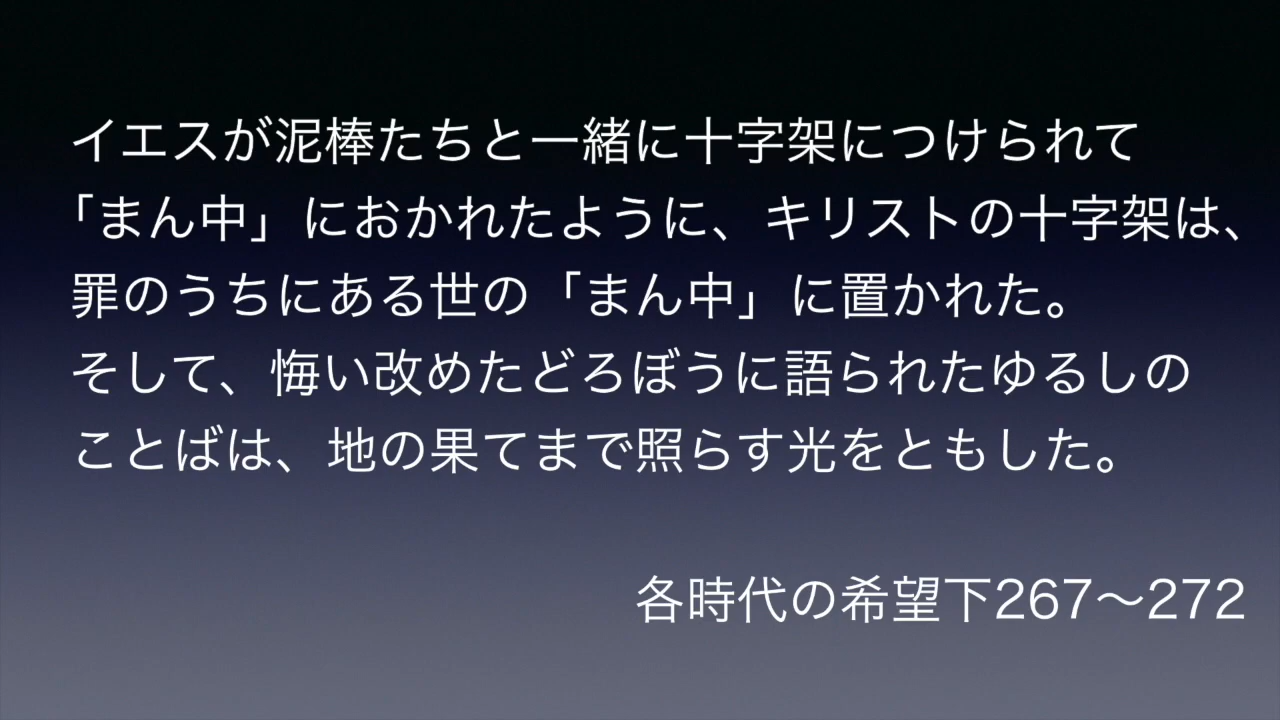 イエスが泥棒たちと一緒に十字架につけられて
「まん中」におかれたように、キリストの十字架は、
罪のうちにある世の「まん中」に置かれた。
そして、悔い改めたどろぼうに語られたゆるしの
ことばは、地の果てまで照らす光をともした。
各時代の希望下267〜272